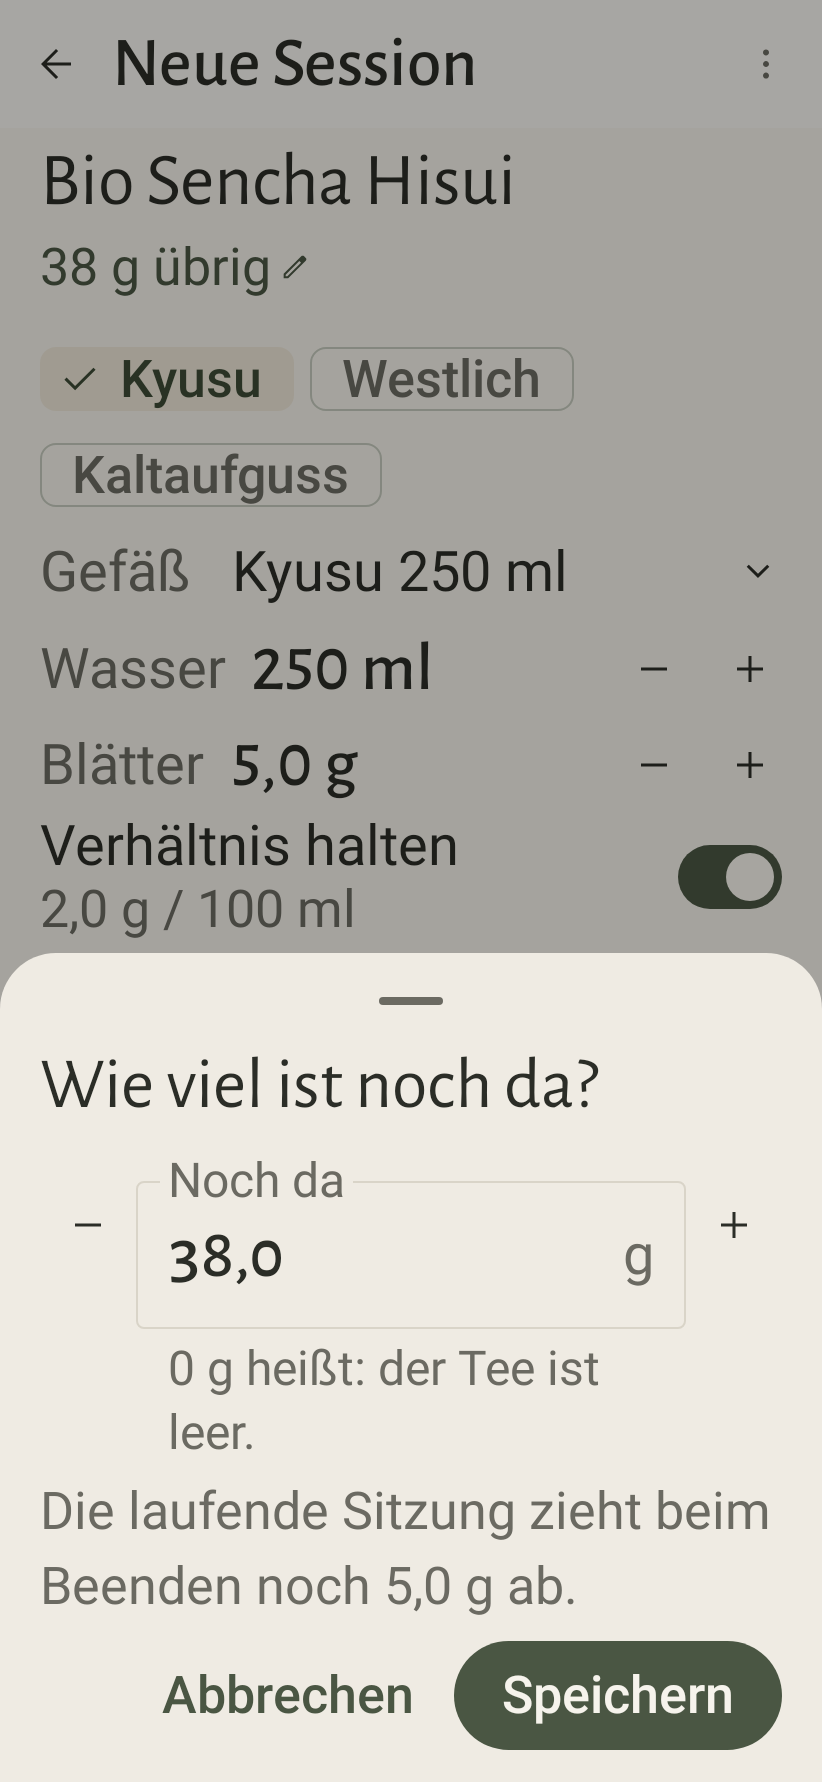 Neue Session
Bio Sencha Hisui
38 g übrig
Kyusu
Westlich
Kaltaufguss
Gefäß Kyusu 250 ml
Wasser 250 ml − +
Blätter 5,0 g − +
Verhältnis halten
2,0 g / 100 ml
Wie viel ist noch da?
Noch da
− 38,0 g +
0 g heißt: der Tee ist
leer.
Die laufende Sitzung zieht beim
Beenden noch 5,0 g ab.
Abbrechen Speichern